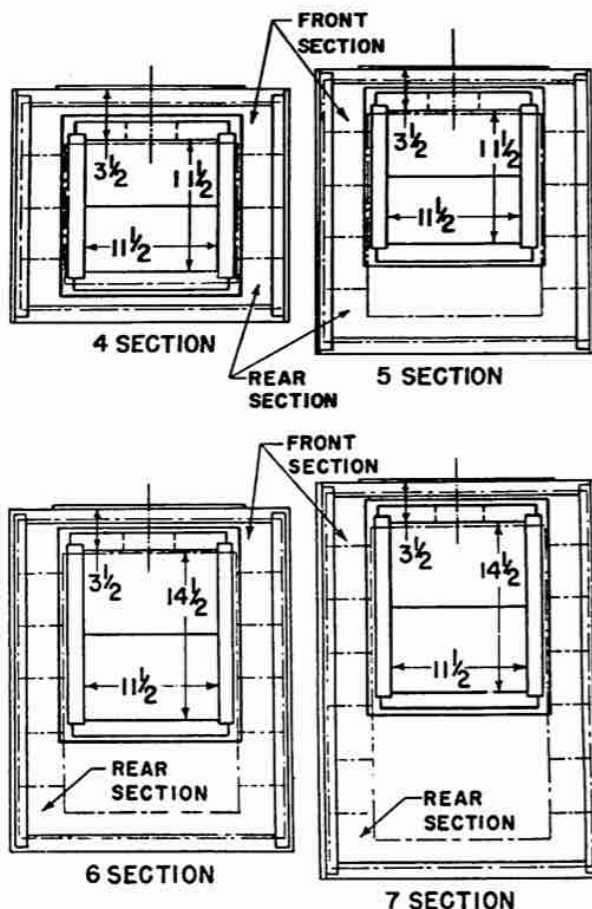 FRONT
SECTION
3½
11½
11½
3½
11½
11½
4 SECTION
REAR
SECTION
5 SECTION
FRONT
SECTION
3½
14½
11½
3½
14½
11½
REAR
SECTION
REAR
SECTION
6 SECTION
7 SECTION